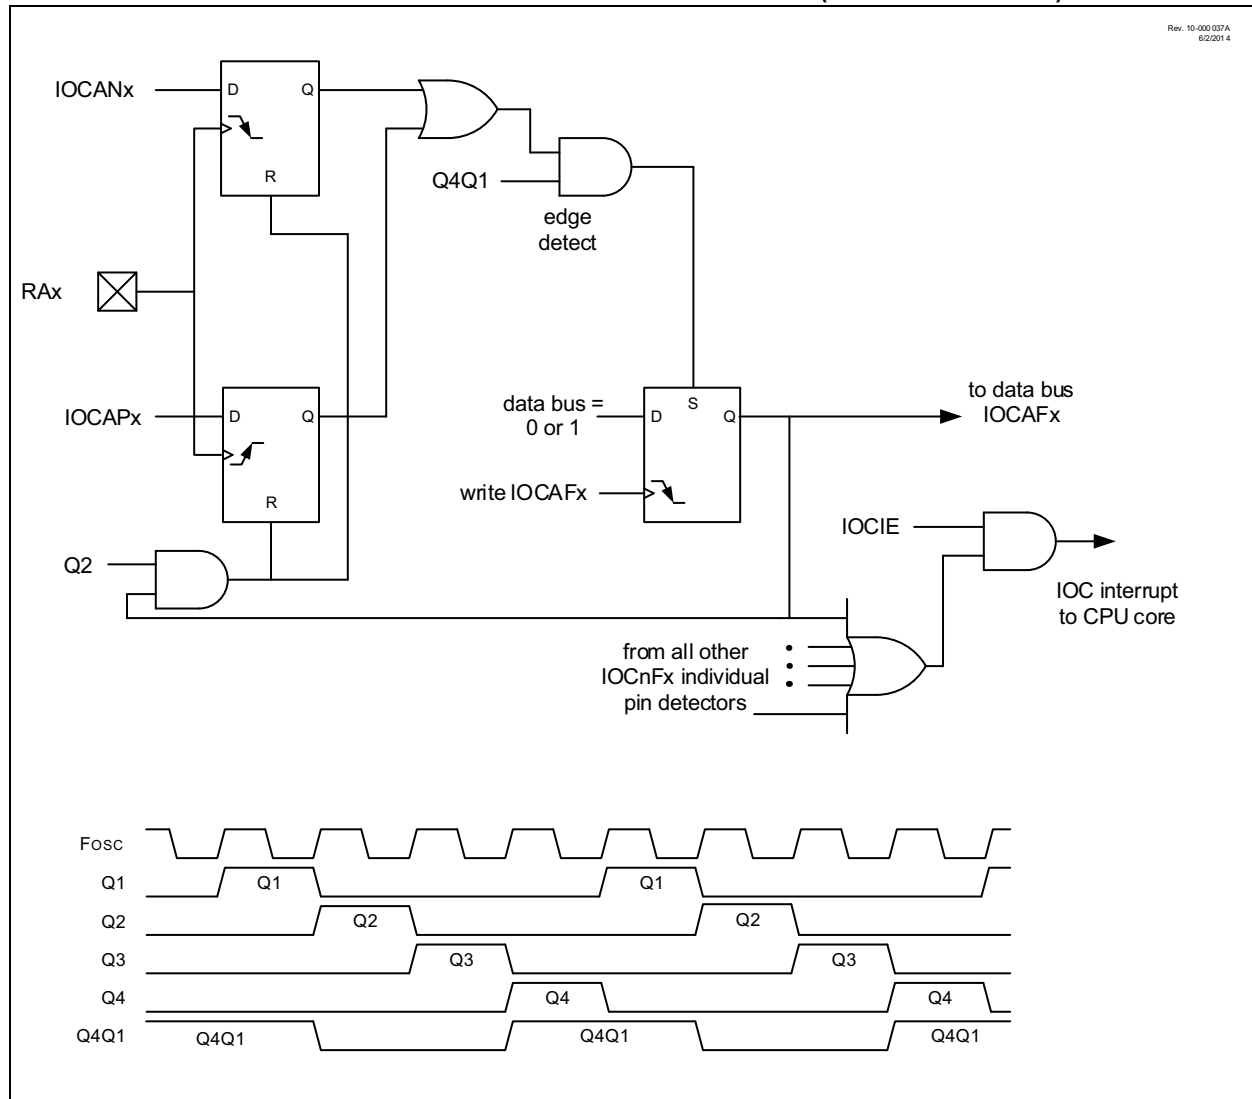 Rev. 10-000 037A
6/2/201 4
IOCANx
D
Q
R
Q4Q1
edge
detect
RAx
IOCAPx
D
Q
R
data bus =
0 or 1
D
S
Q
to data bus
IOCAFx
write IOCAFx
IOCIE
Q2
IOC interrupt
to CPU core
from all other
IOCnFx individual
pin detectors
FOSC
Q1
Q1
Q1
Q2
Q2
Q2
Q3
Q3
Q3
Q4
Q4
Q4
Q4Q1
Q4Q1
Q4Q1
Q4Q1